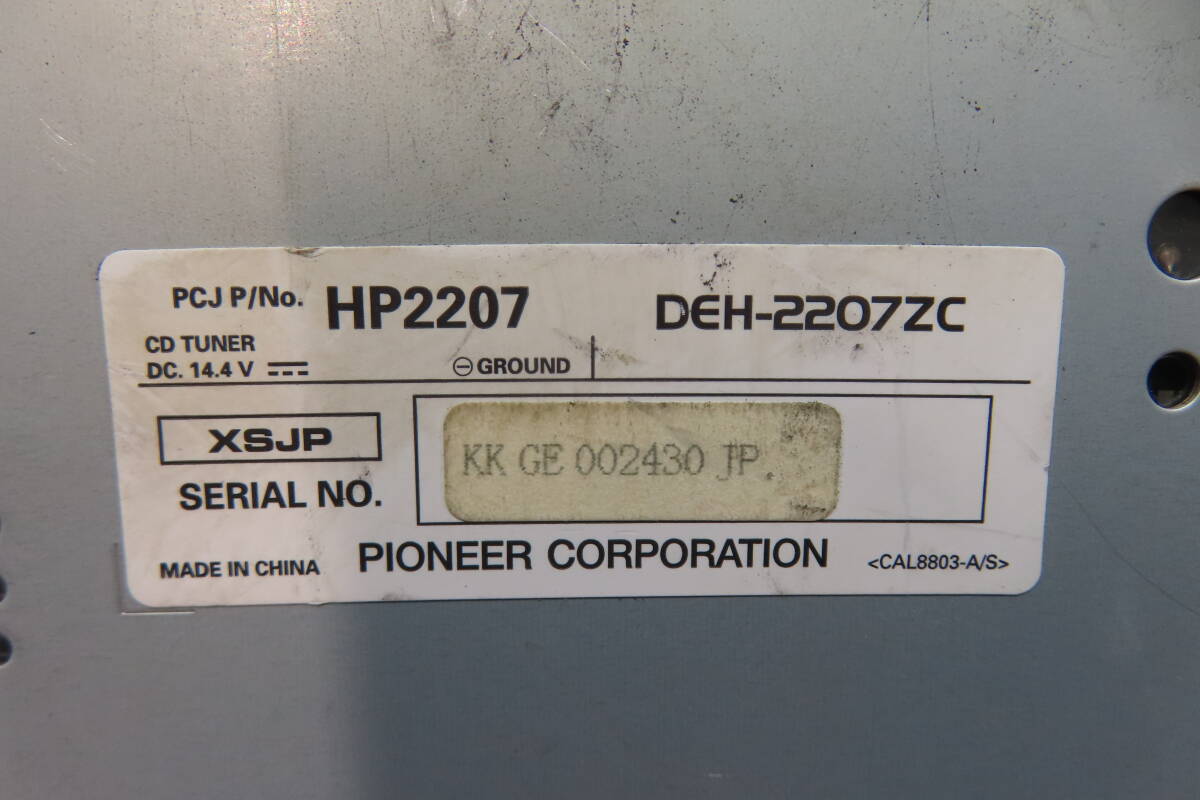 PCJ P/No. HP2207 DEH-2207ZC
CD TUNER
DC. 14.4 V ⊖ GROUND
XSJP
SERIAL NO. KK GE 002430 JP
MADE IN CHINA PIONEER CORPORATION <CAL8803-A/S>